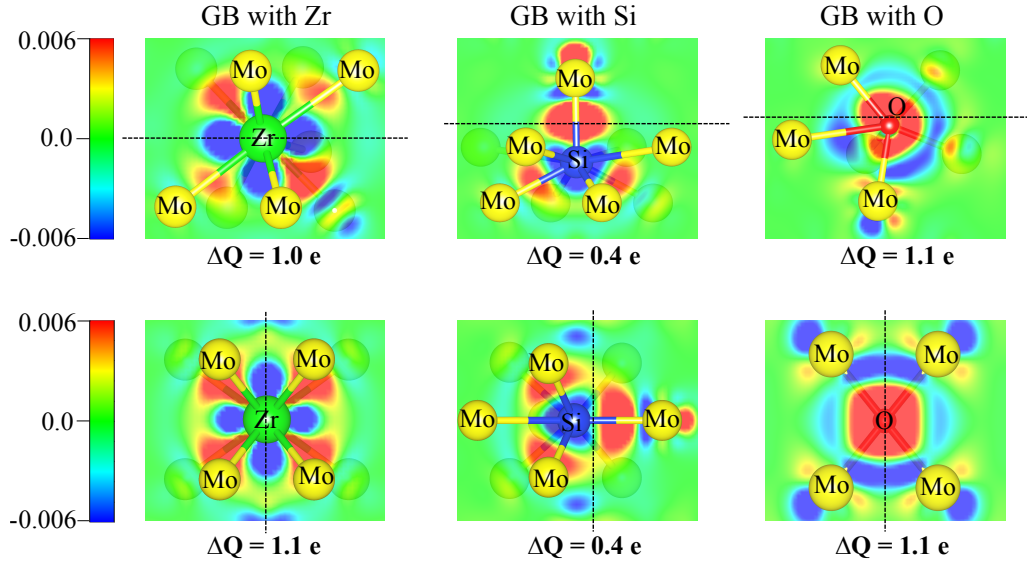 GB with Zr GB with Si GB with O
0.006
0.0
-0.006
Mo Mo Zr Mo Mo
Mo Mo Si Mo Mo Mo
Mo O Mo Mo
ΔQ = 1.0 e ΔQ = 0.4 e ΔQ = 1.1 e
0.006
0.0
-0.006
Mo Mo Zr Mo Mo
Mo Mo Si Mo Mo
Mo Mo O Mo Mo
ΔQ = 1.1 e ΔQ = 0.4 e ΔQ = 1.1 e